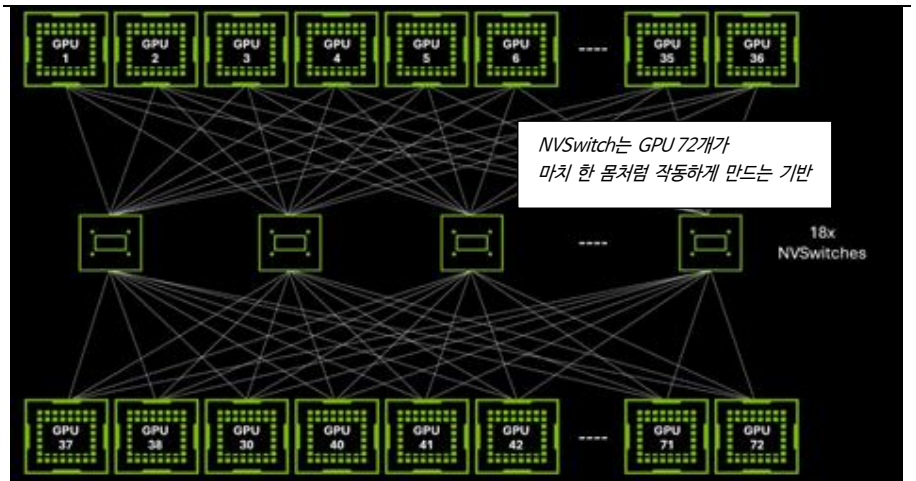 GPU 1
GPU 2
GPU 3
GPU 4
GPU 5
GPU 6
GPU 35
GPU 36
NVSwitch는 GPU 72개가
마치 한 몸처럼 작동하게 만드는 기반
18x
NVSwitches
GPU 37
GPU 38
GPU 30
GPU 40
GPU 41
GPU 42
GPU 71
GPU 72